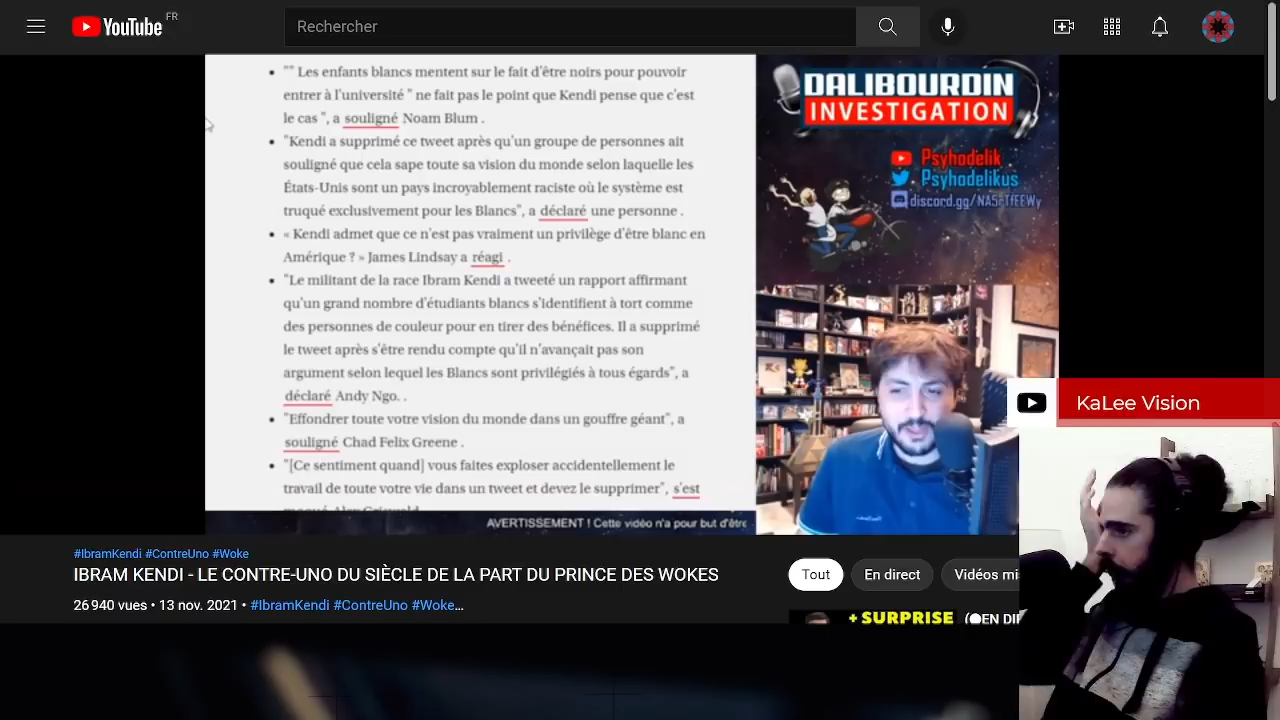 YouTube FR
Rechercher
"" Les enfants blancs mentent sur le fait d'être noirs pour pouvoir
entrer à l'université " ne fait pas le point que Kendi pense que c'est
le cas ", a souligné Noam Blum .
"Kendi a supprimé ce tweet après qu'un groupe de personnes ait
souligné que cela sape toute sa vision du monde selon laquelle les
États-Unis sont un pays incroyablement raciste où le système est
truqué exclusivement pour les Blancs", a déclaré une personne .
« Kendi admet que ce n'est pas vraiment un privilège d'être blanc en
Amérique ? » James Lindsay a réagi .
"Le militant de la race Ibram Kendi a tweeté un rapport affirmant
qu'un grand nombre d'étudiants blancs s'identifient à tort comme
des personnes de couleur pour en tirer des bénéfices. Il a supprimé
le tweet après s'être rendu compte qu'il n'avançait pas son
argument selon lequel les Blancs sont privilégiés à tous égards", a
déclaré Andy Ngo. .
"Effondrer toute votre vision du monde dans un gouffre géant", a
souligné Chad Felix Greene .
"[Ce sentiment quand] vous faites exploser accidentellement le
travail de toute votre vie dans un tweet et devez le supprimer", s'est
DALIBOURDIN
INVESTIGATION
Psyhodelik
Psyhodelikus
AVERTISSEMENT ! Cette vidéo n'a pour but d'être
KaLee Vision
#IbramKendi #ContreUno #Woke
IBRAM KENDI - LE CONTRE-UNO DU SIÈCLE DE LA PART DU PRINCE DES WOKES
26 940 vues • 13 nov. 2021 • #IbramKendi #ContreUno #Woke…
Tout En direct Vidéos mi
+ SURPRISE (EN DI